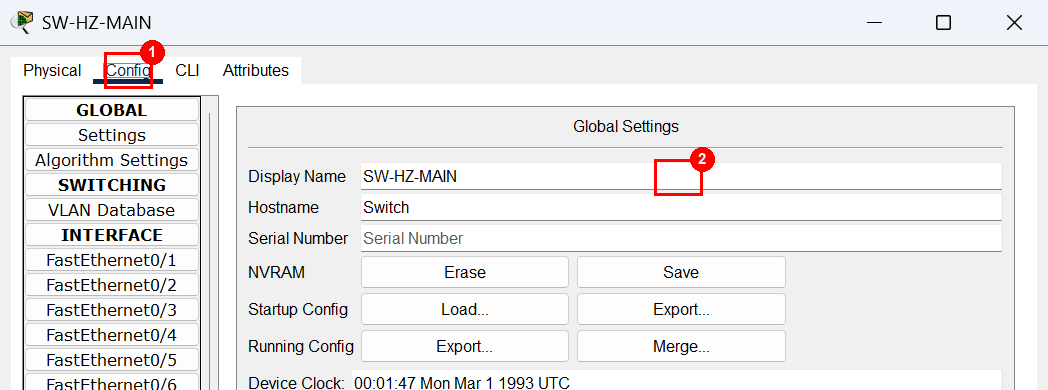 SW-HZ-MAIN
1
Physical Config CLI Attributes
GLOBAL
Settings
Algorithm Settings
SWITCHING
VLAN Database
INTERFACE
FastEthernet0/1
FastEthernet0/2
FastEthernet0/3
FastEthernet0/4
FastEthernet0/5
FastEthernet0/6
Global Settings
2
Display Name SW-HZ-MAIN
Hostname Switch
Serial Number Serial Number
NVRAM Erase Save
Startup Config Load... Export...
Running Config Export... Merge...
Device Clock: 00:01:47 Mon Mar 1 1993 UTC